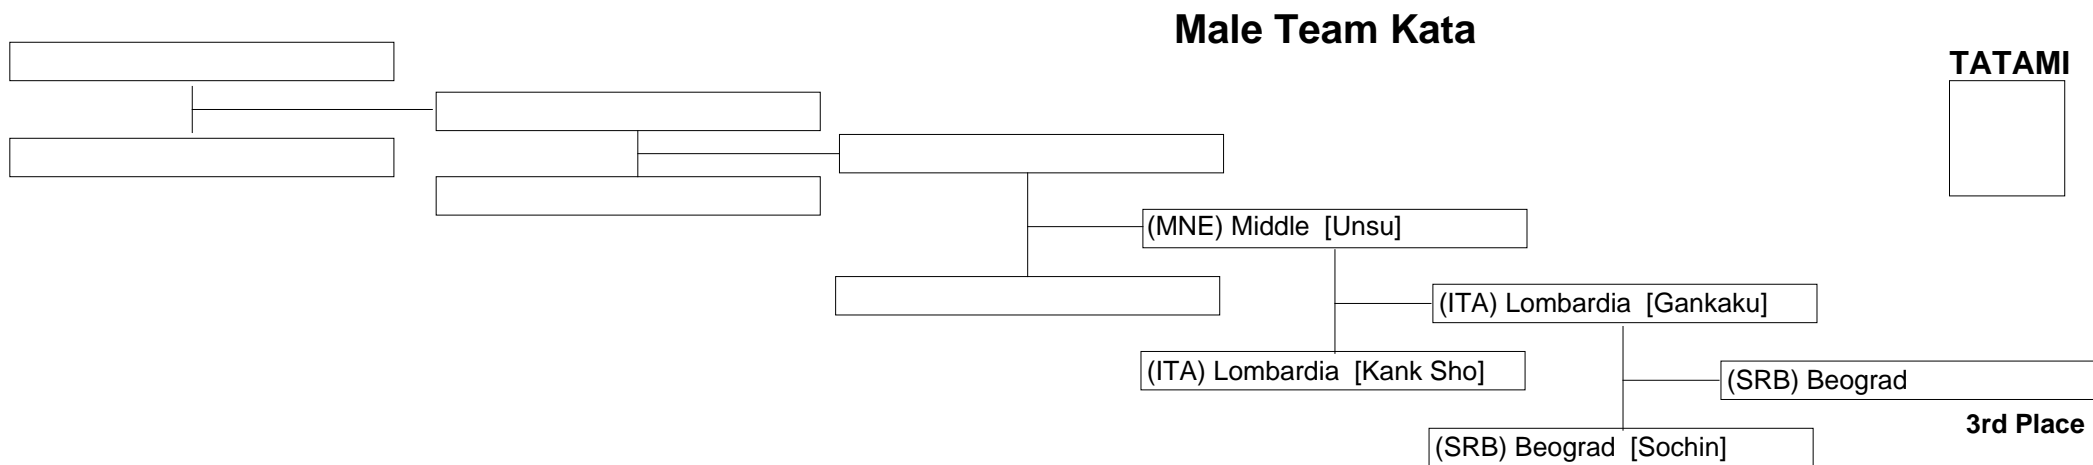 Male Team Kata
TATAMI
(MNE) Middle [Unsu]
(ITA) Lombardia [Gankaku]
(ITA) Lombardia [Kank Sho]
(SRB) Beograd
3rd Place
(SRB) Beograd [Sochin]